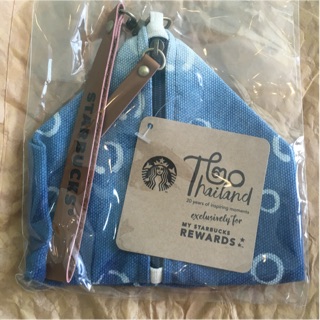 STARBUCKS
Thailand
20 years of inspiring moments
exclusively for
MY STARBUCKS
REWARDS